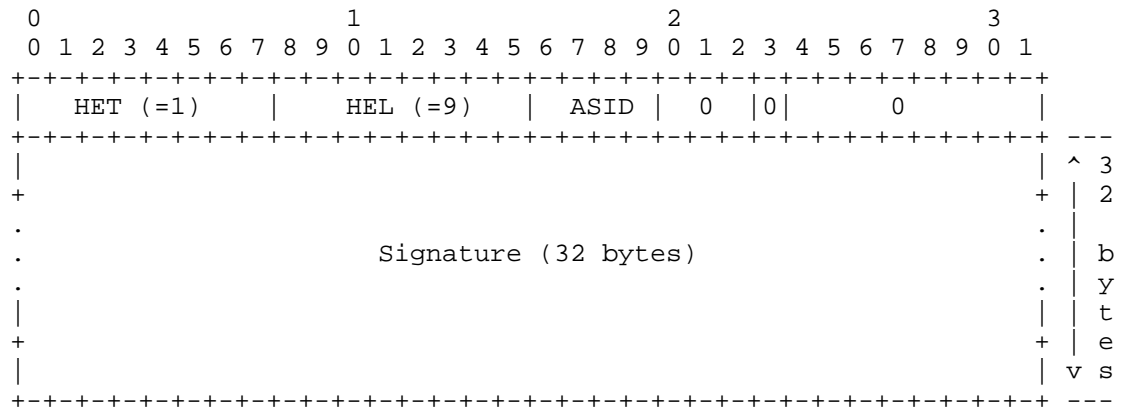 0                   1                   2                   3
 0 1 2 3 4 5 6 7 8 9 0 1 2 3 4 5 6 7 8 9 0 1 2 3 4 5 6 7 8 9 0 1
+-+-+-+-+-+-+-+-+-+-+-+-+-+-+-+-+-+-+-+-+-+-+-+-+-+-+-+-+-+-+-+-+
|   HET (=1)    |    HEL (=9)   |  ASID |  0  |0|      0        |
+-+-+-+-+-+-+-+-+-+-+-+-+-+-+-+-+-+-+-+-+-+-+-+-+-+-+-+-+-+-+-+-+ ---
|                                                               | ^ 3
+                                                               + | 2
.                                                               . |
.                      Signature (32 bytes)                     . | b
.                                                               . | y
|                                                               | | t
+                                                               + | e
|                                                               | v s
+-+-+-+-+-+-+-+-+-+-+-+-+-+-+-+-+-+-+-+-+-+-+-+-+-+-+-+-+-+-+-+-+ ---